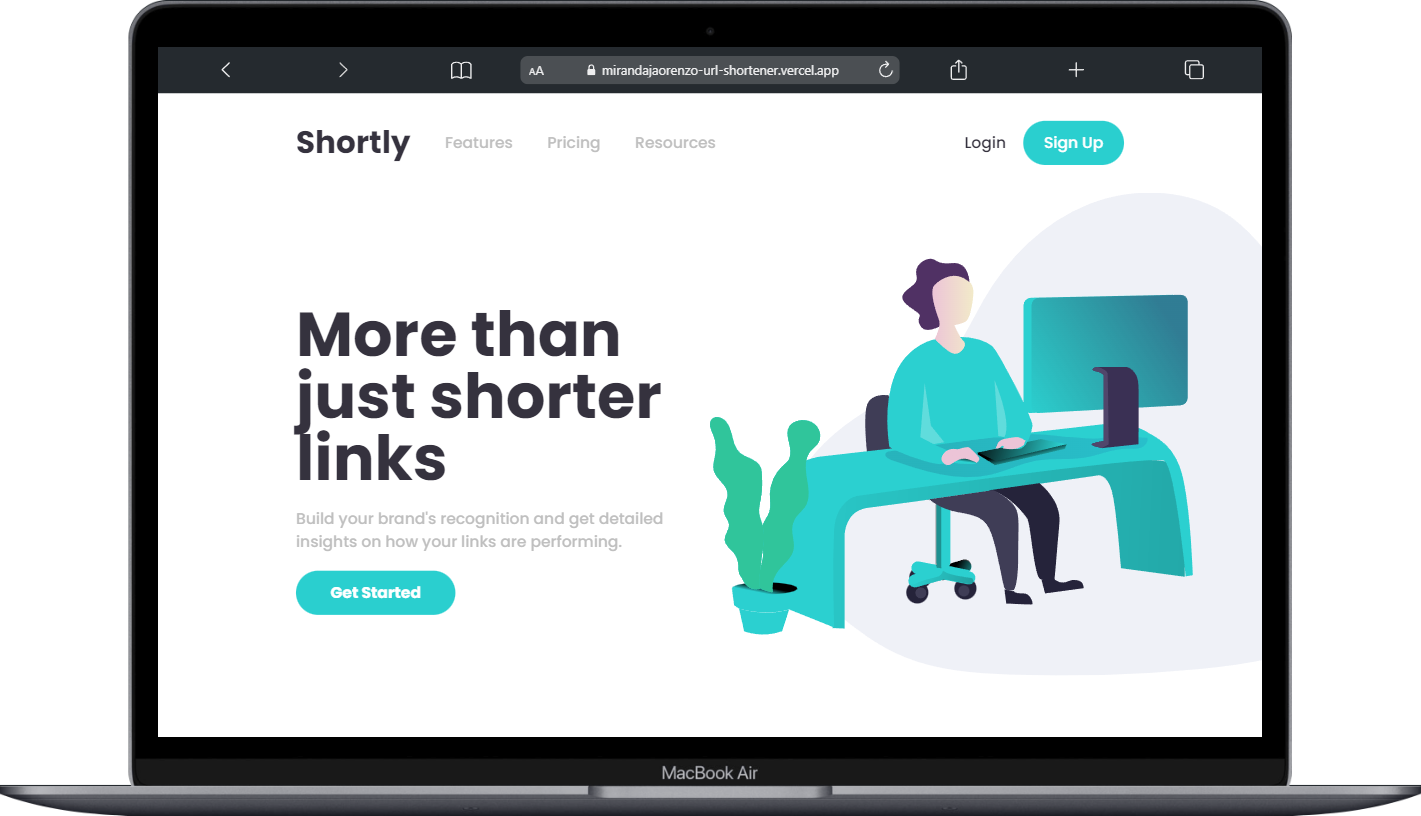 AA mirandajaorenzo-url-shortener.vercel.app
Shortly Features Pricing Resources Login Sign Up
More than
just shorter
links
Build your brand's recognition and get detailed
insights on how your links are performing.
Get Started
MacBook Air